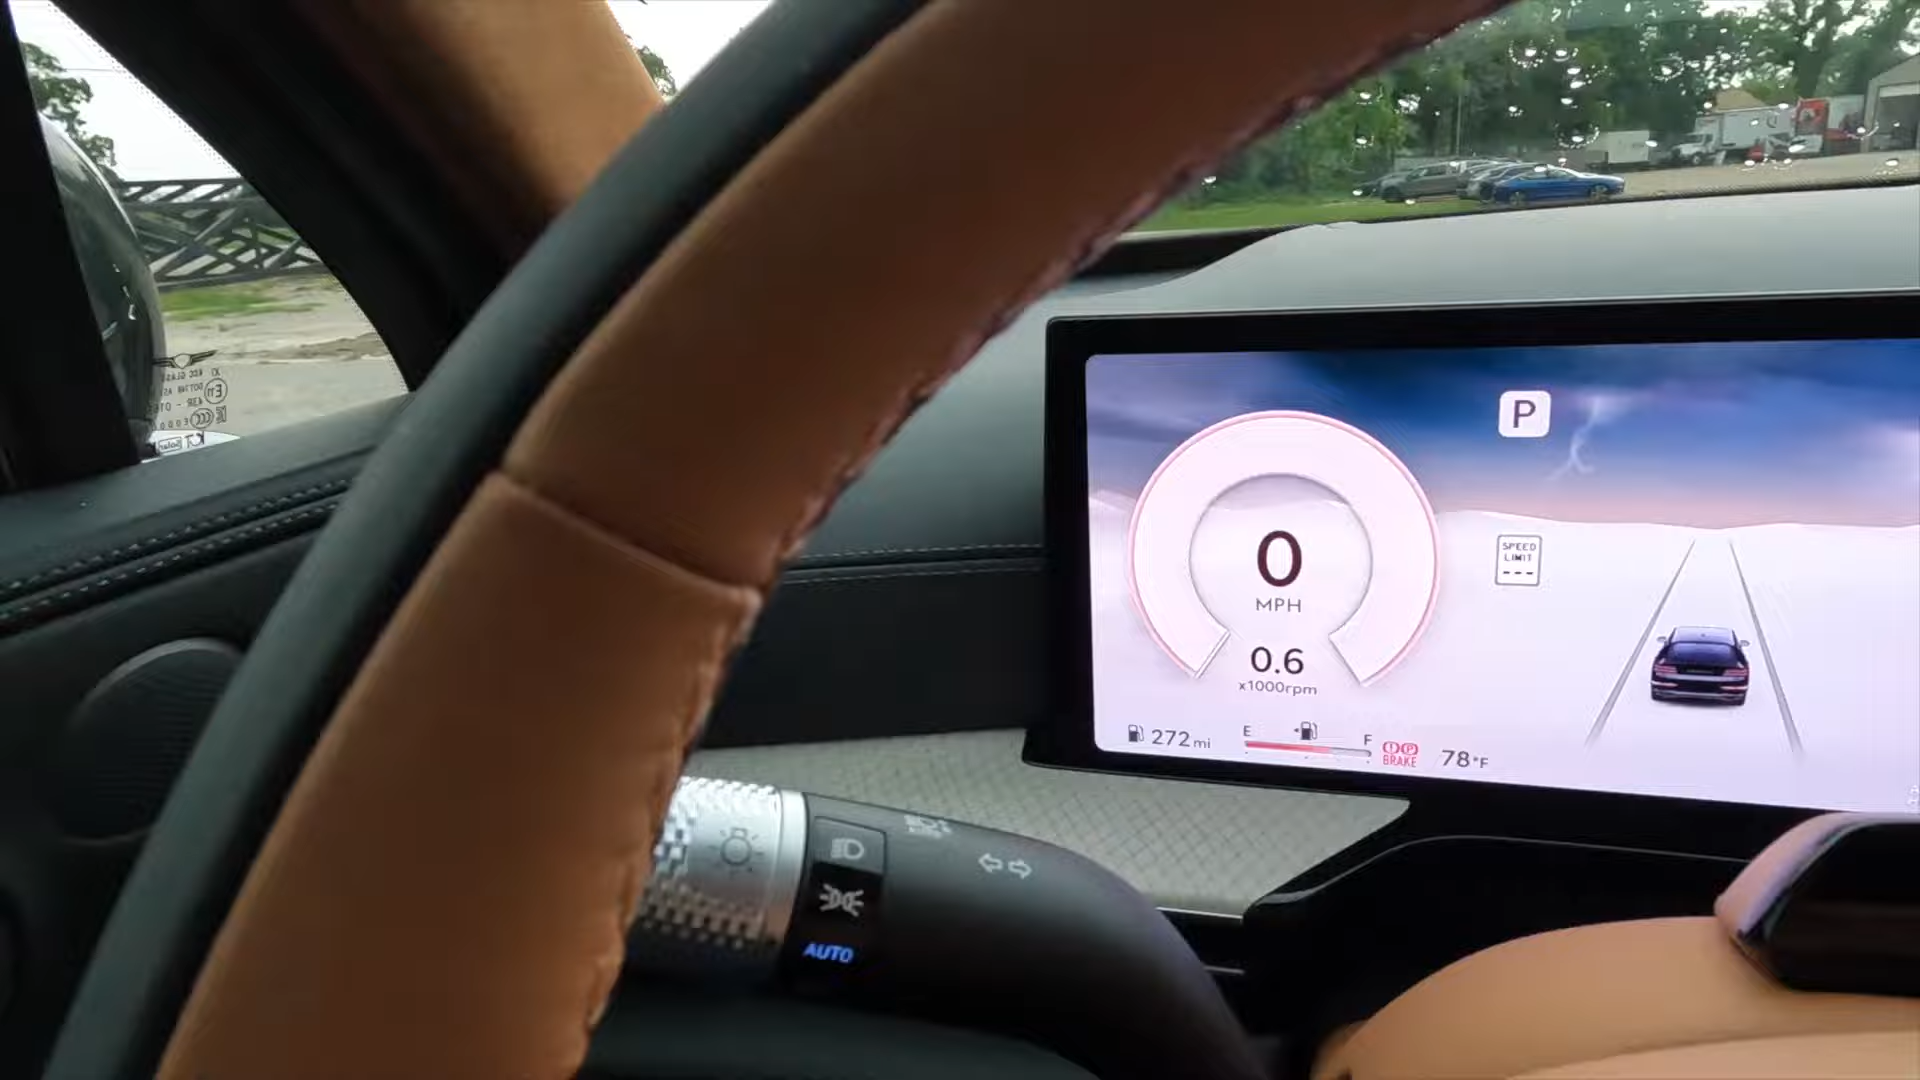 P
SPEED
LIMIT
---
0
MPH
0.6
x1000rpm
272 mi
E
F
P
BRAKE
78°F
AUTO